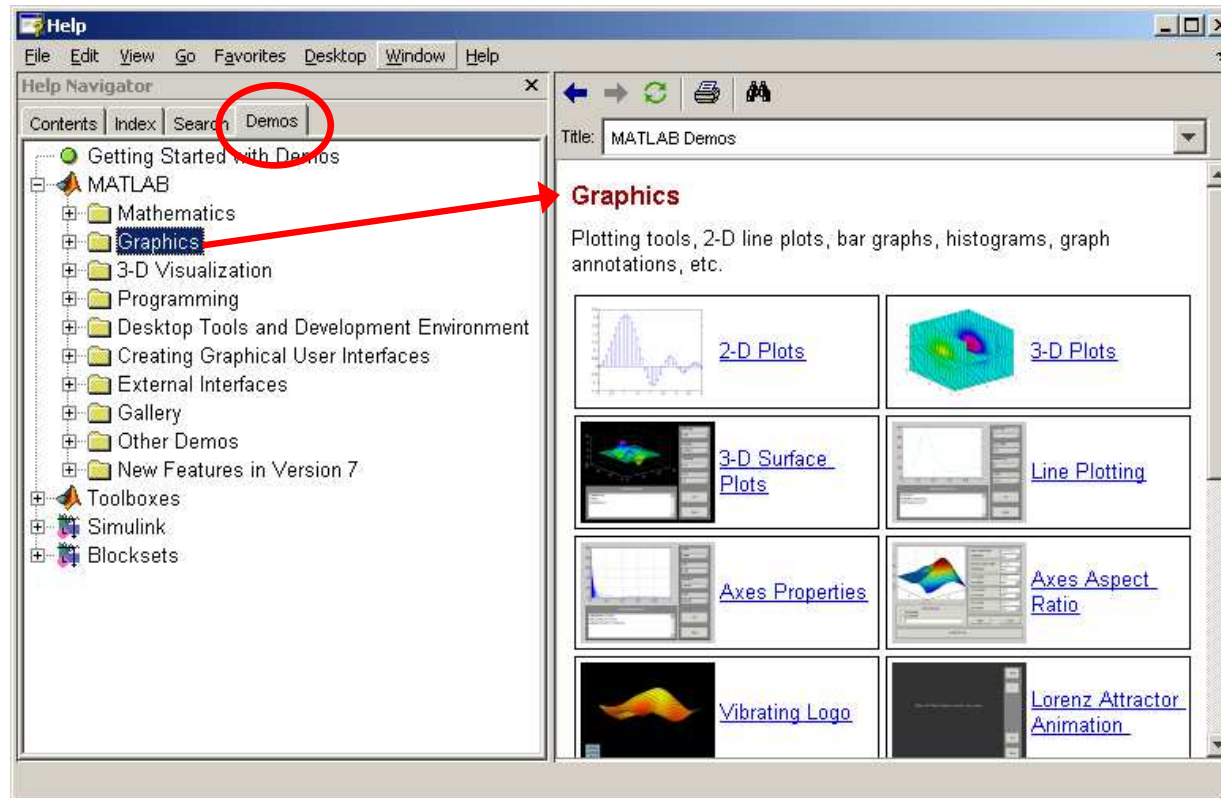 Help
File Edit View Go Favorites Desktop Window Help
Help Navigator
Contents Index Search Demos
Getting Started with Demos
MATLAB
Mathematics
Graphics
3-D Visualization
Programming
Desktop Tools and Development Environment
Creating Graphical User Interfaces
External Interfaces
Gallery
Other Demos
New Features in Version 7
Toolboxes
Simulink
Blocksets
Title: MATLAB Demos
Graphics
Plotting tools, 2-D line plots, bar graphs, histograms, graph
annotations, etc.
2-D Plots
3-D Plots
3-D Surface
Plots
Line Plotting
Axes Properties
Axes Aspect
Ratio
Vibrating Logo
Lorenz Attractor
Animation